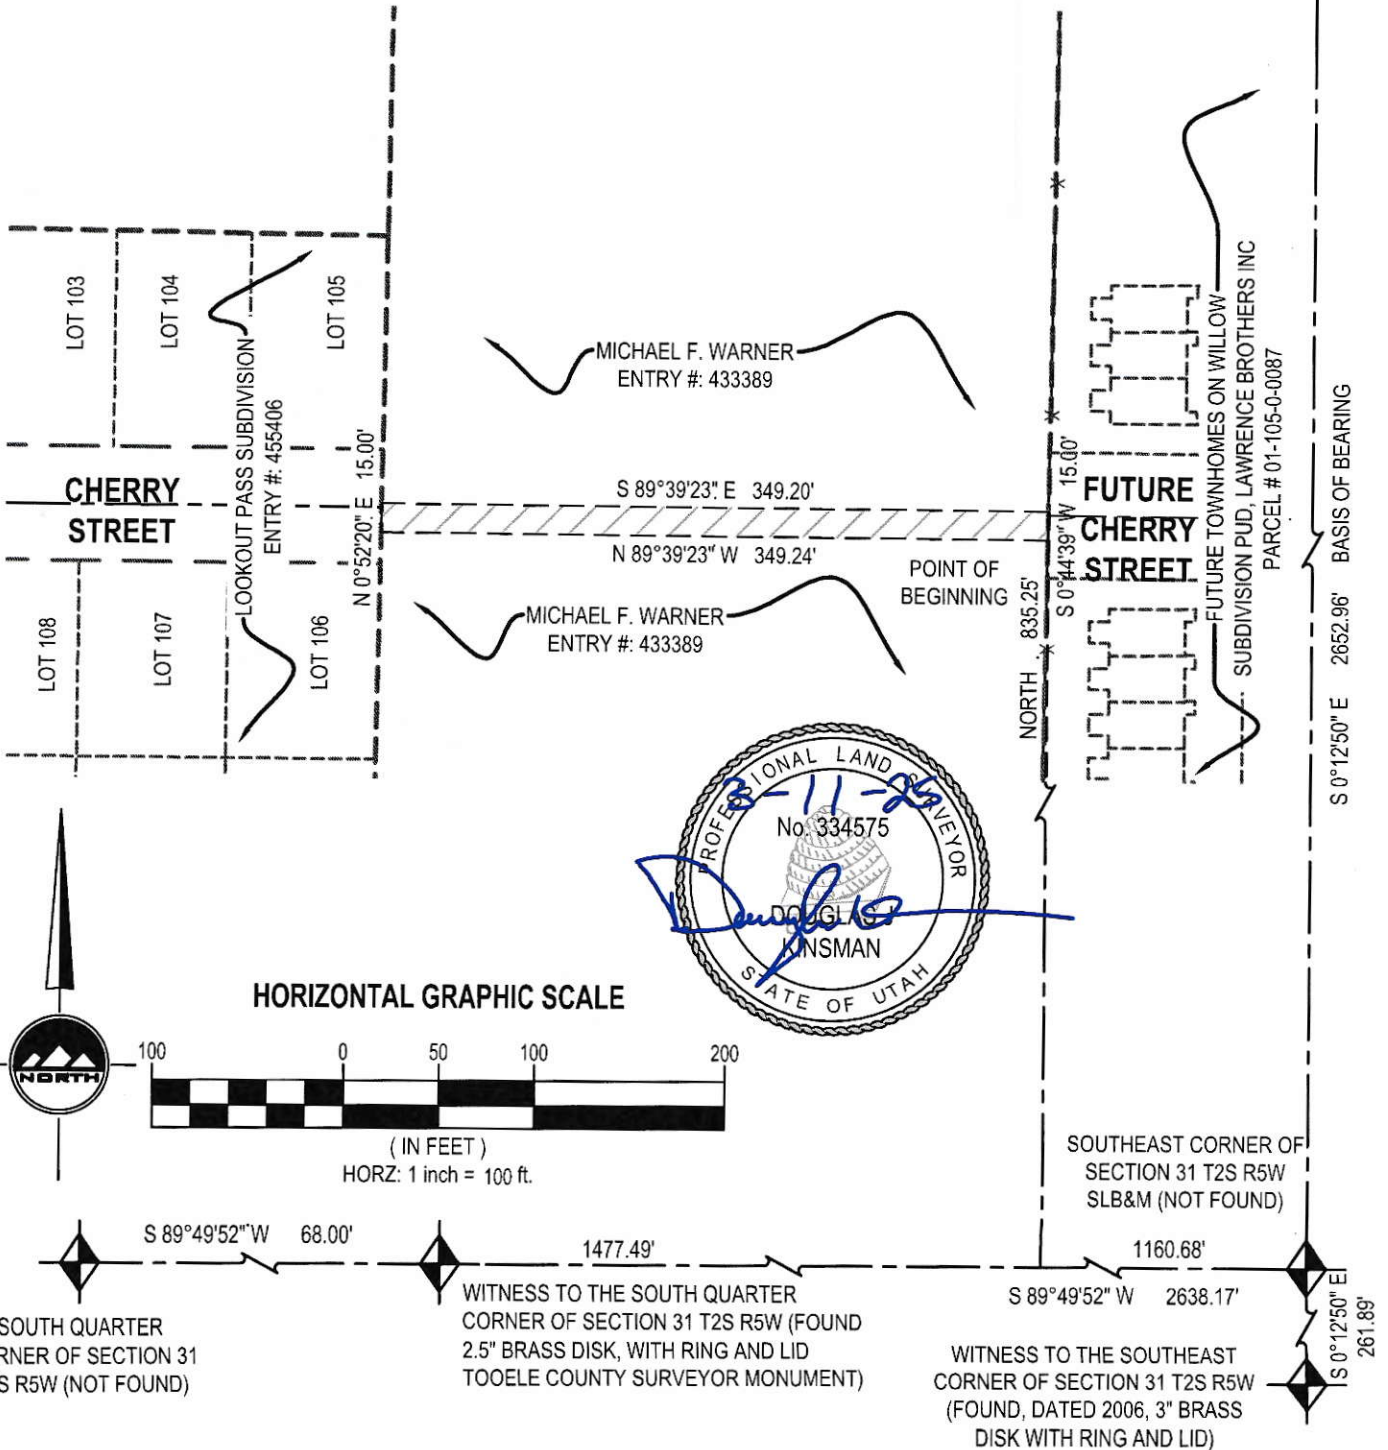 LOT 103
LOT 104
LOT 105
LOOKOUT PASS SUBDIVISION
ENTRY #: 455406
CHERRY
STREET
N 0°52'20" E 15.00'
LOT 108
LOT 107
LOT 106
MICHAEL F. WARNER
ENTRY #: 433389
S 89°39'23" E 349.20'
N 89°39'23" W 349.24'
MICHAEL F. WARNER
ENTRY #: 433389
POINT OF
BEGINNING
NORTH 835.25'
S 0°44'39" W 15.00'
FUTURE
CHERRY
STREET
FUTURE TOWNHOMES ON WILLOW
SUBDIVISION PUD, LAWRENCE BROTHERS INC
PARCEL # 01-105-0-0087
S 0°12'50" E 2652.96' BASIS OF BEARING
PROFESSIONAL LAND SURVEYOR
3-11-25
No. 334575
DOUGLAS J
KINSMAN
STATE OF UTAH
NORTH
HORIZONTAL GRAPHIC SCALE
100 0 50 100 200
( IN FEET )
HORZ: 1 inch = 100 ft.
SOUTHEAST CORNER OF
SECTION 31 T2S R5W
SLB&M (NOT FOUND)
S 89°49'52" W 68.00'
1477.49'
1160.68'
S 89°49'52" W 2638.17'
S 0°12'50" E
261.89'
SOUTH QUARTER
RNER OF SECTION 31
S R5W (NOT FOUND)
WITNESS TO THE SOUTH QUARTER
CORNER OF SECTION 31 T2S R5W (FOUND
2.5" BRASS DISK, WITH RING AND LID
TOOELE COUNTY SURVEYOR MONUMENT)
WITNESS TO THE SOUTHEAST
CORNER OF SECTION 31 T2S R5W
(FOUND, DATED 2006, 3" BRASS
DISK WITH RING AND LID)